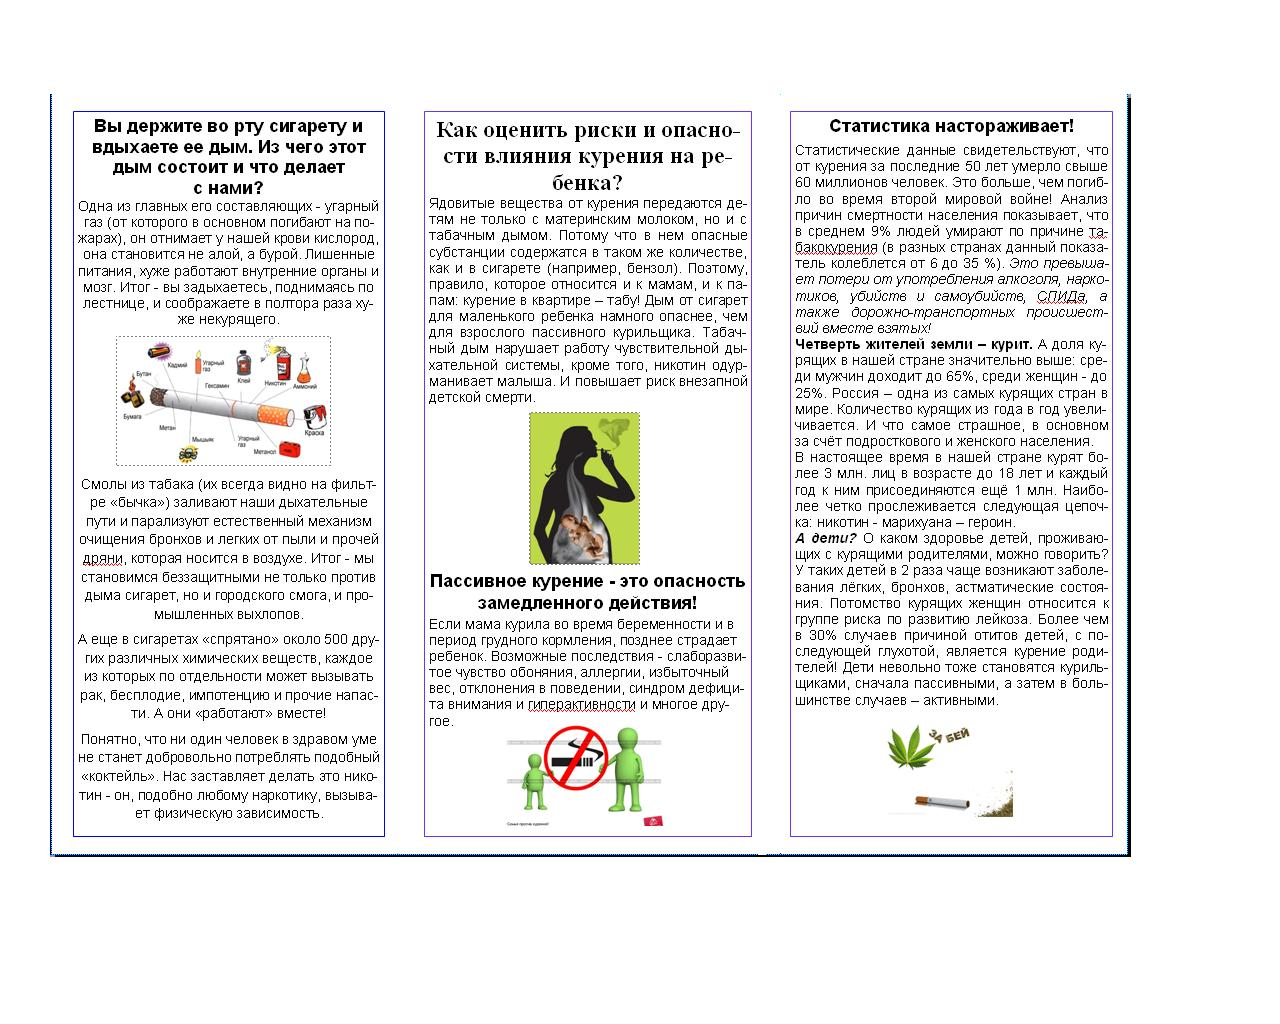 Вы держите во рту сигарету и
вдыхаете ее дым. Из чего этот
дым состоит и что делает
с нами?
Одна из главных его составляющих - угарный
газ (от которого в основном погибают на по-
жарах), он отнимает у нашей крови кислород,
она становится не алой, а бурой. Лишенные
питания, хуже работают внутренние органы и
мозг. Итог - вы задыхаетесь, поднимаясь по
лестнице, и соображаете в полтора раза ху-
же некурящего.
Бутан
Кадмий
Угарный
газ
Гексамин
Клей
Никотин
Аммоний
Бумага
Метан
Мышьяк
Угарный
газ
Метанол
Краска
Смолы из табака (их всегда видно на фильт-
ре «бычка») заливают наши дыхательные
пути и парализуют естественный механизм
очищения бронхов и легких от пыли и прочей
дряни, которая носится в воздухе. Итог - мы
становимся беззащитными не только против
дыма сигарет, но и городского смога, и про-
мышленных выхлопов.
А еще в сигаретах «спрятано» около 500 дру-
гих различных химических веществ, каждое
из которых по отдельности может вызывать
рак, бесплодие, импотенцию и прочие напас-
ти. А они «работают» вместе!
Понятно, что ни один человек в здравом уме
не станет добровольно потреблять подобный
«коктейль». Нас заставляет делать это нико-
тин - он, подобно любому наркотику, вызыва-
ет физическую зависимость.
Как оценить риски и опасно-
сти влияния курения на ре-
бенка?
Ядовитые вещества от курения передаются де-
тям не только с материнским молоком, но и с
табачным дымом. Потому что в нем опасные
субстанции содержатся в таком же количестве,
как и в сигарете (например, бензол). Поэтому,
правило, которое относится и к мамам, и к па-
пам: курение в квартире – табу! Дым от сигарет
для маленького ребенка намного опаснее, чем
для взрослого пассивного курильщика. Табач-
ный дым нарушает работу чувствительной ды-
хательной системы, кроме того, никотин одур-
манивает малыша. И повышает риск внезапной
детской смерти.
Пассивное курение - это опасность
замедленного действия!
Если мама курила во время беременности и в
период грудного кормления, позднее страдает
ребенок. Возможные последствия - слаборазви-
тое чувство обоняния, аллергии, избыточный
вес, отклонения в поведении, синдром дефици-
та внимания и гиперактивности и многое дру-
гое.
Семья против курения!
Статистика настораживает!
Статистические данные свидетельствуют, что
от курения за последние 50 лет умерло свыше
60 миллионов человек. Это больше, чем погиб-
ло во время второй мировой войне! Анализ
причин смертности населения показывает, что
в среднем 9% людей умирают по причине та-
бакокурения (в разных странах данный показа-
тель колеблется от 6 до 35 %). Это превыша-
ет потери от употребления алкоголя, нарко-
тиков, убийств и самоубийств, СПИДа, а
также дорожно-транспортных происшест-
вий вместе взятых!
Четверть жителей земли – курит. А доля ку-
рящих в нашей стране значительно выше: сре-
ди мужчин доходит до 65%, среди женщин - до
25%. Россия – одна из самых курящих стран в
мире. Количество курящих из года в год увели-
чивается. И что самое страшное, в основном
за счёт подросткового и женского населения.
В настоящее время в нашей стране курят бо-
лее 3 млн. лиц в возрасте до 18 лет и каждый
год к ним присоединяются ещё 1 млн. Наибо-
лее четко прослеживается следующая цепоч-
ка: никотин - марихуана – героин.
А дети? О каком здоровье детей, проживаю-
щих с курящими родителями, можно говорить?
У таких детей в 2 раза чаще возникают заболе-
вания лёгких, бронхов, астматические состоя-
ния. Потомство курящих женщин относится к
группе риска по развитию лейкоза. Более чем
в 30% случаев причиной отитов детей, с по-
следующей глухотой, является курение роди-
телей! Дети невольно тоже становятся куриль-
щиками, сначала пассивными, а затем в боль-
шинстве случаев – активными.
ЗА БЕЙ